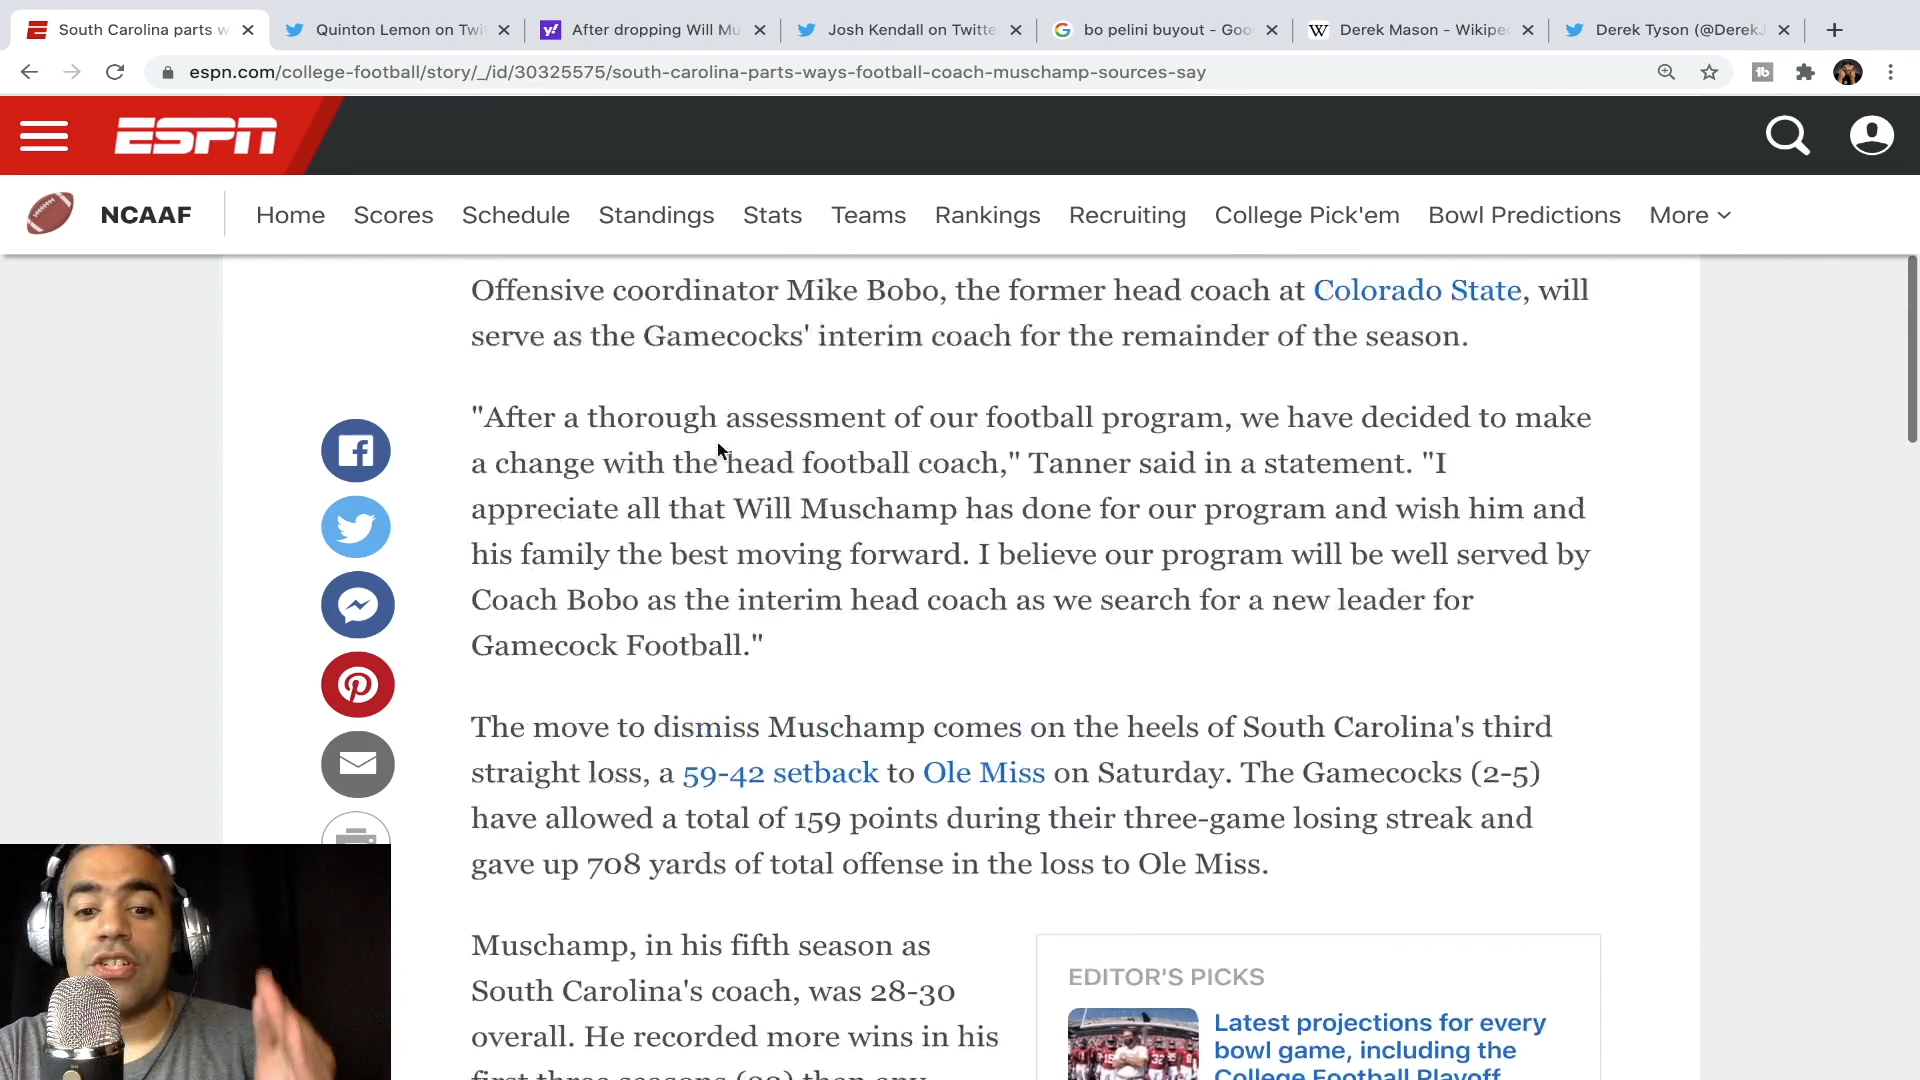 South Carolina parts w
Quinton Lemon on Twi
After dropping Will Mu
Josh Kendall on Twitte
bo pelini buyout - Goo
Derek Mason - Wikipe
Derek Tyson (@DerekJ
espn.com/college-football/story/_/id/30325575/south-carolina-parts-ways-football-coach-muschamp-sources-say
ESPN
NCAAF
Home
Scores
Schedule
Standings
Stats
Teams
Rankings
Recruiting
College Pick'em
Bowl Predictions
More
Offensive coordinator Mike Bobo, the former head coach at Colorado State, will
serve as the Gamecocks' interim coach for the remainder of the season.
"After a thorough assessment of our football program, we have decided to make
a change with the head football coach," Tanner said in a statement. "I
appreciate all that Will Muschamp has done for our program and wish him and
his family the best moving forward. I believe our program will be well served by
Coach Bobo as the interim head coach as we search for a new leader for
Gamecock Football."
The move to dismiss Muschamp comes on the heels of South Carolina's third
straight loss, a 59-42 setback to Ole Miss on Saturday. The Gamecocks (2-5)
have allowed a total of 159 points during their three-game losing streak and
gave up 708 yards of total offense in the loss to Ole Miss.
Muschamp, in his fifth season as
South Carolina's coach, was 28-30
overall. He recorded more wins in his
first three seasons (22) than any
EDITOR'S PICKS
Latest projections for every
bowl game, including the
College Football Playoff